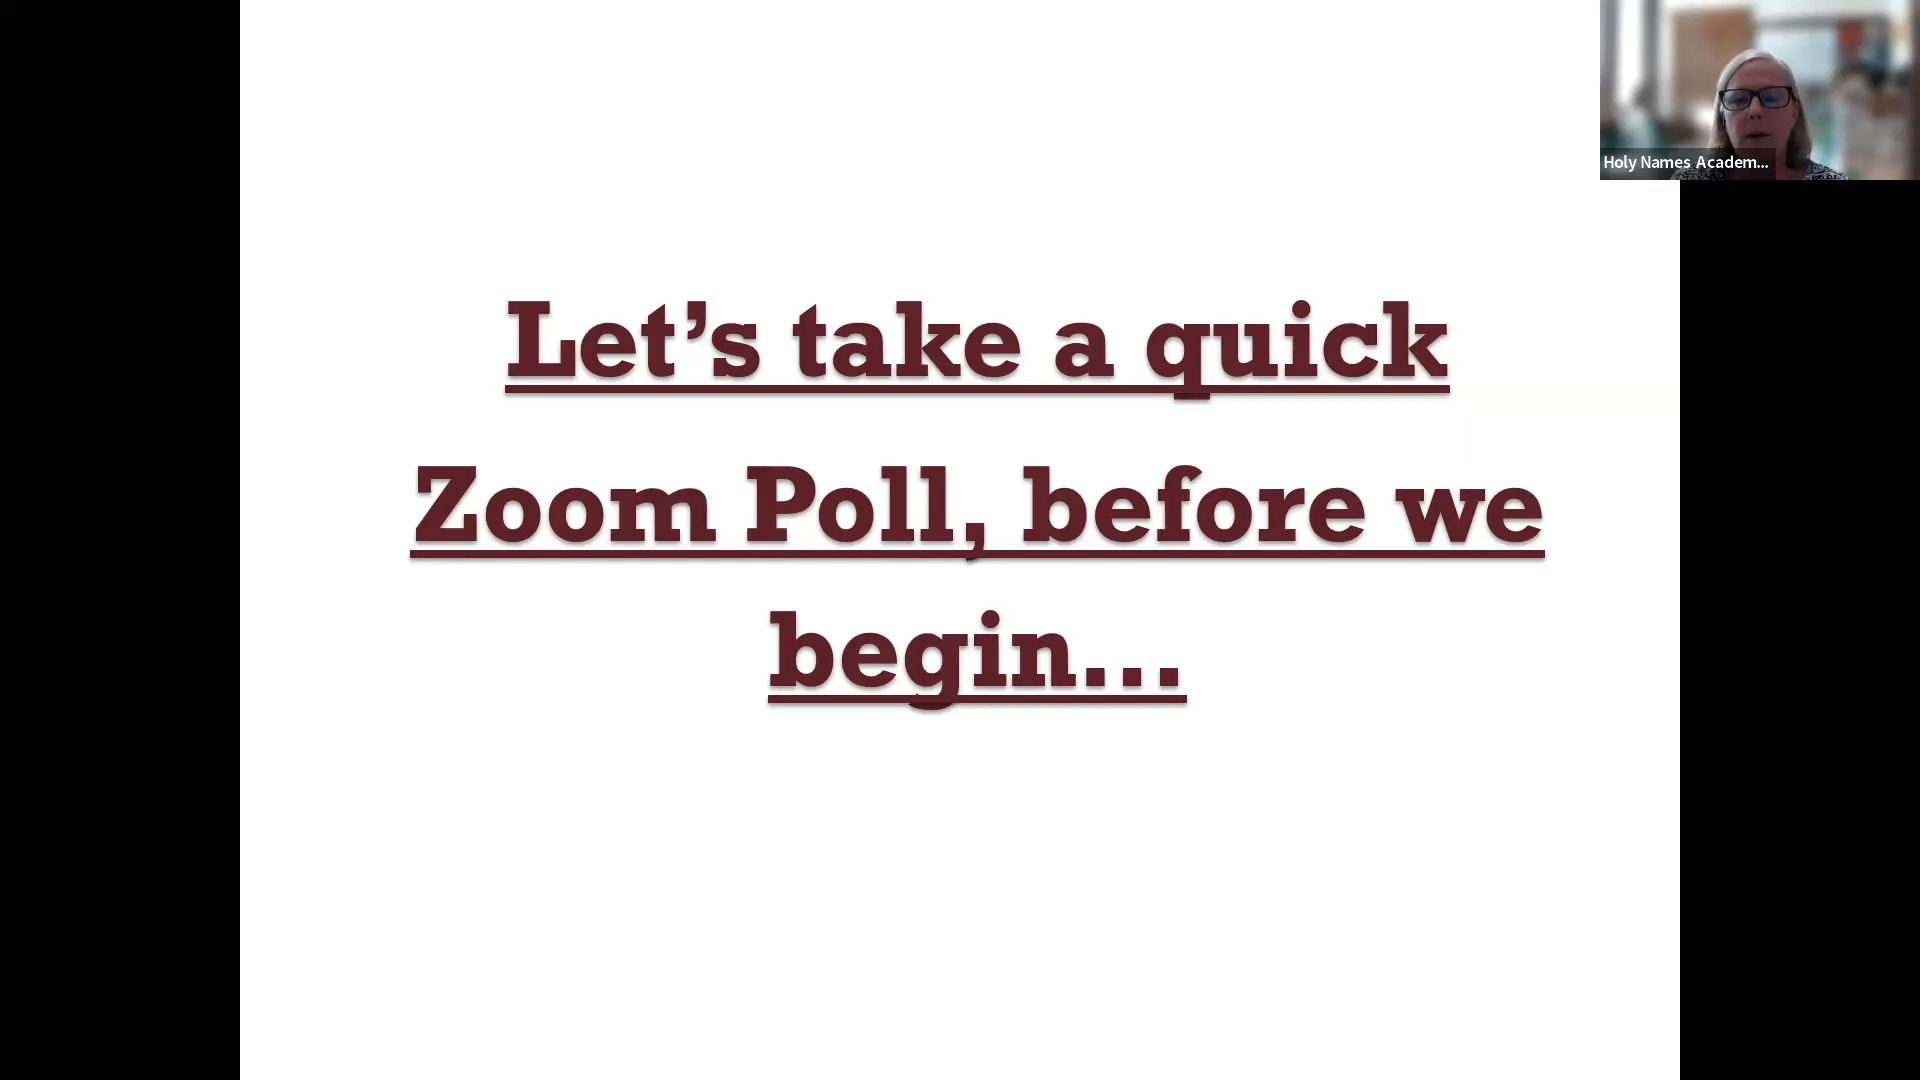 Holy Names Academ...
Let’s take a quick
Zoom Poll, before we
begin...